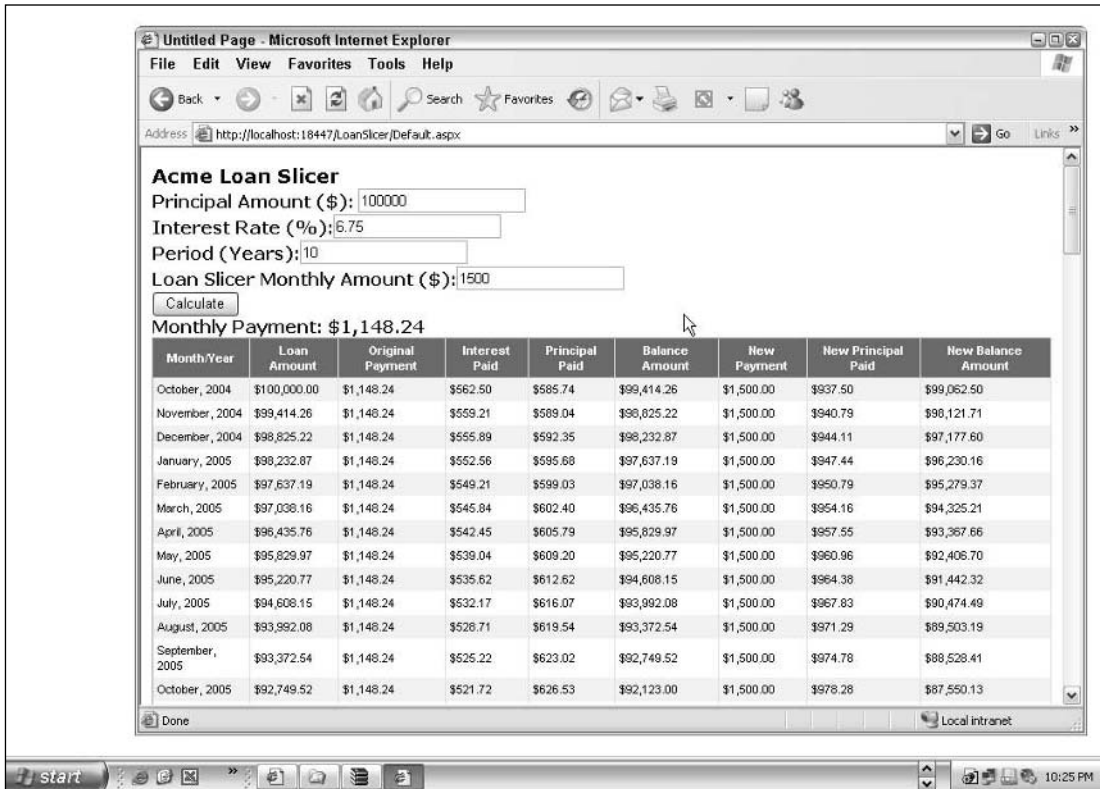 Untitled Page - Microsoft Internet Explorer
File Edit View Favorites Tools Help
Back Search Favorites
Address http://localhost:18447/LoanSlicer/Default.aspx Go Links »
Acme Loan Slicer
Principal Amount ($): 100000
Interest Rate (%): 6.75
Period (Years): 10
Loan Slicer Monthly Amount ($): 1500
Calculate
Monthly Payment: $1,148.24
Month/Year Loan Amount Original Payment Interest Paid Principal Paid Balance Amount New Payment New Principal Paid New Balance Amount
October, 2004 $100,000.00 $1,148.24 $562.50 $585.74 $99,414.26 $1,500.00 $937.50 $99,062.50
November, 2004 $99,414.26 $1,148.24 $559.21 $589.04 $98,825.22 $1,500.00 $940.79 $98,121.71
December, 2004 $98,825.22 $1,148.24 $555.89 $592.35 $98,232.87 $1,500.00 $944.11 $97,177.60
January, 2005 $98,232.87 $1,148.24 $552.56 $595.68 $97,637.19 $1,500.00 $947.44 $96,230.16
February, 2005 $97,637.19 $1,148.24 $549.21 $599.03 $97,038.16 $1,500.00 $950.79 $95,279.37
March, 2005 $97,038.16 $1,148.24 $545.84 $602.40 $96,435.76 $1,500.00 $954.16 $94,325.21
April, 2005 $96,435.76 $1,148.24 $542.45 $605.79 $95,829.97 $1,500.00 $957.55 $93,367.66
May, 2005 $95,829.97 $1,148.24 $539.04 $609.20 $95,220.77 $1,500.00 $960.96 $92,406.70
June, 2005 $95,220.77 $1,148.24 $535.62 $612.62 $94,608.15 $1,500.00 $964.38 $91,442.32
July, 2005 $94,608.15 $1,148.24 $532.17 $616.07 $93,992.08 $1,500.00 $967.83 $90,474.49
August, 2005 $93,992.08 $1,148.24 $528.71 $619.54 $93,372.54 $1,500.00 $971.29 $89,503.19
September, 2005 $93,372.54 $1,148.24 $525.22 $623.02 $92,749.52 $1,500.00 $974.78 $88,528.41
October, 2005 $92,749.52 $1,148.24 $521.72 $626.53 $92,123.00 $1,500.00 $978.28 $87,550.13
Done Local intranet
start » 10:25 PM